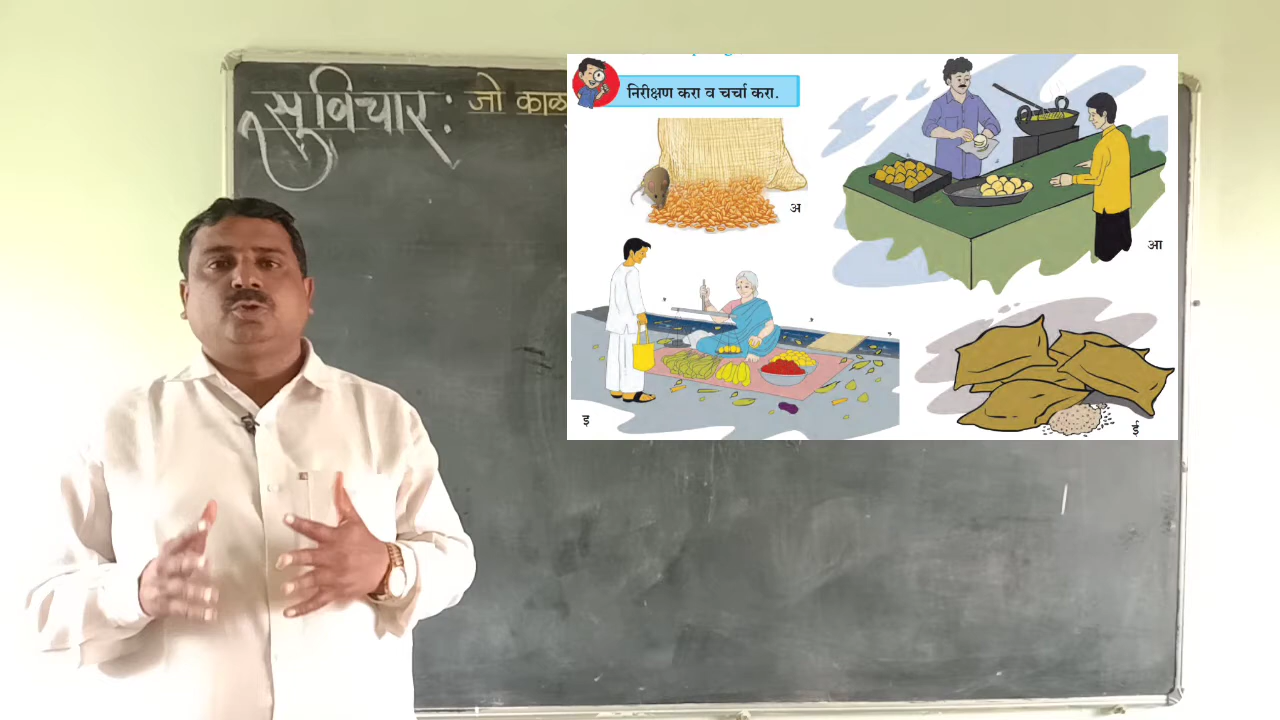 सुविचार: जो काळ
निरीक्षण करा व चर्चा करा.
अ
आ
इ
ई